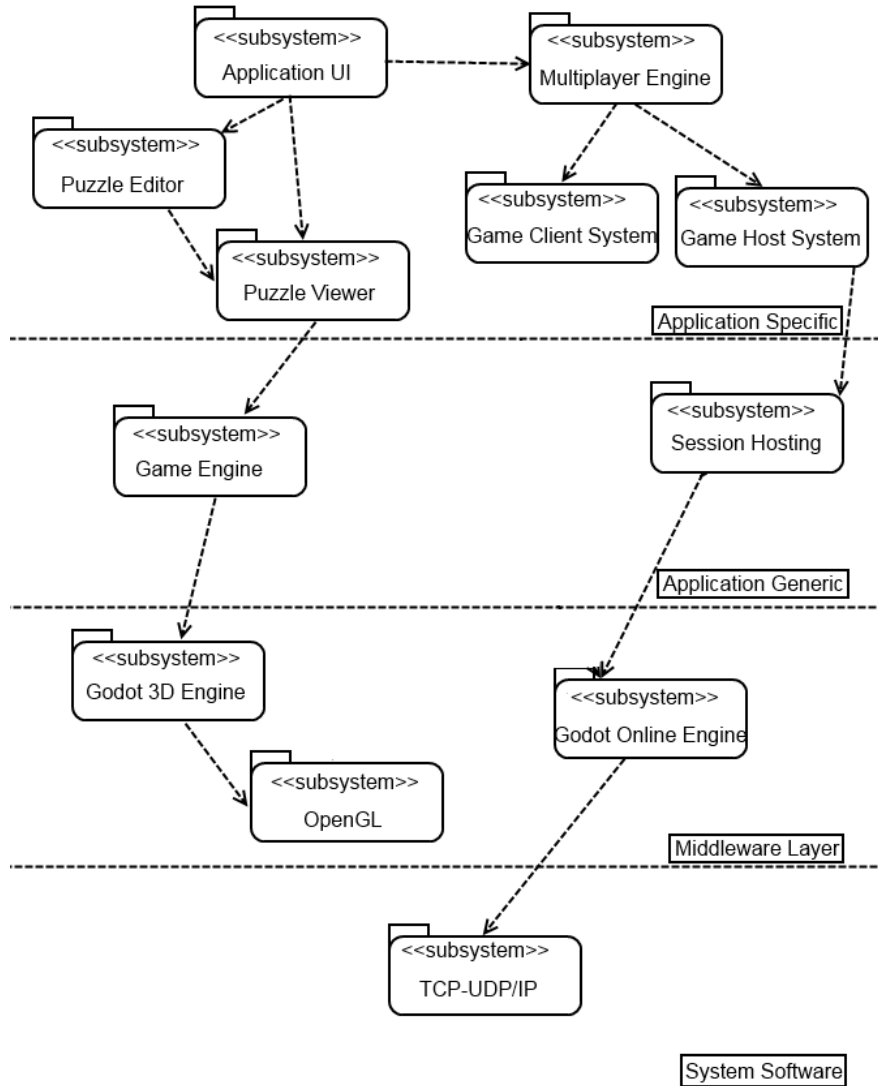 <<subsystem>>
Application UI
<<subsystem>>
Multiplayer Engine
<<subsystem>>
Puzzle Editor
<<subsystem>>
Game Client System
<<subsystem>>
Game Host System
<<subsystem>>
Puzzle Viewer
Application Specific
<<subsystem>>
Game Engine
<<subsystem>>
Session Hosting
Application Generic
<<subsystem>>
Godot 3D Engine
<<subsystem>>
Godot Online Engine
<<subsystem>>
OpenGL
Middleware Layer
<<subsystem>>
TCP-UDP/IP
System Software